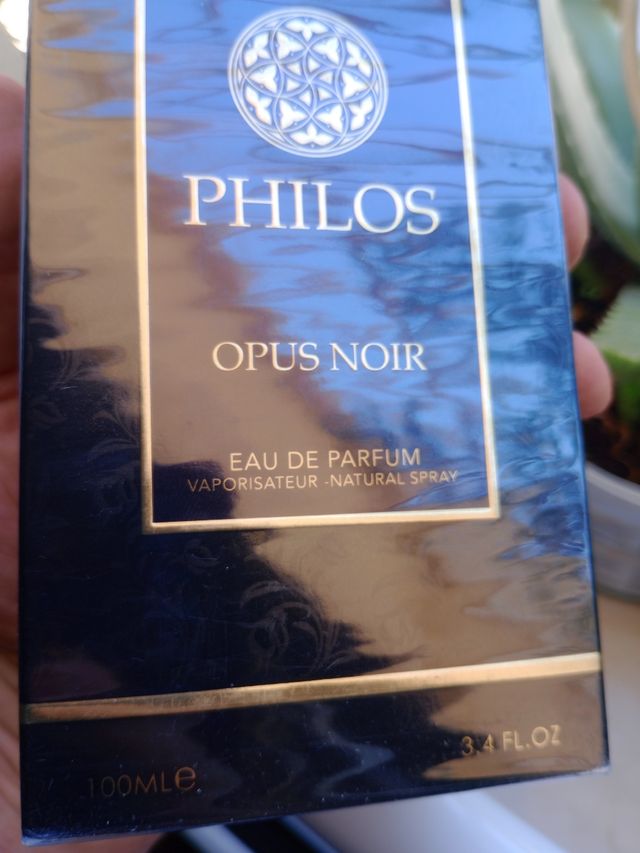 PHILOS
OPUS NOIR
EAU DE PARFUM
VAPORISATEUR -NATURAL SPRAY
100ML℮
3.4 FL.OZ